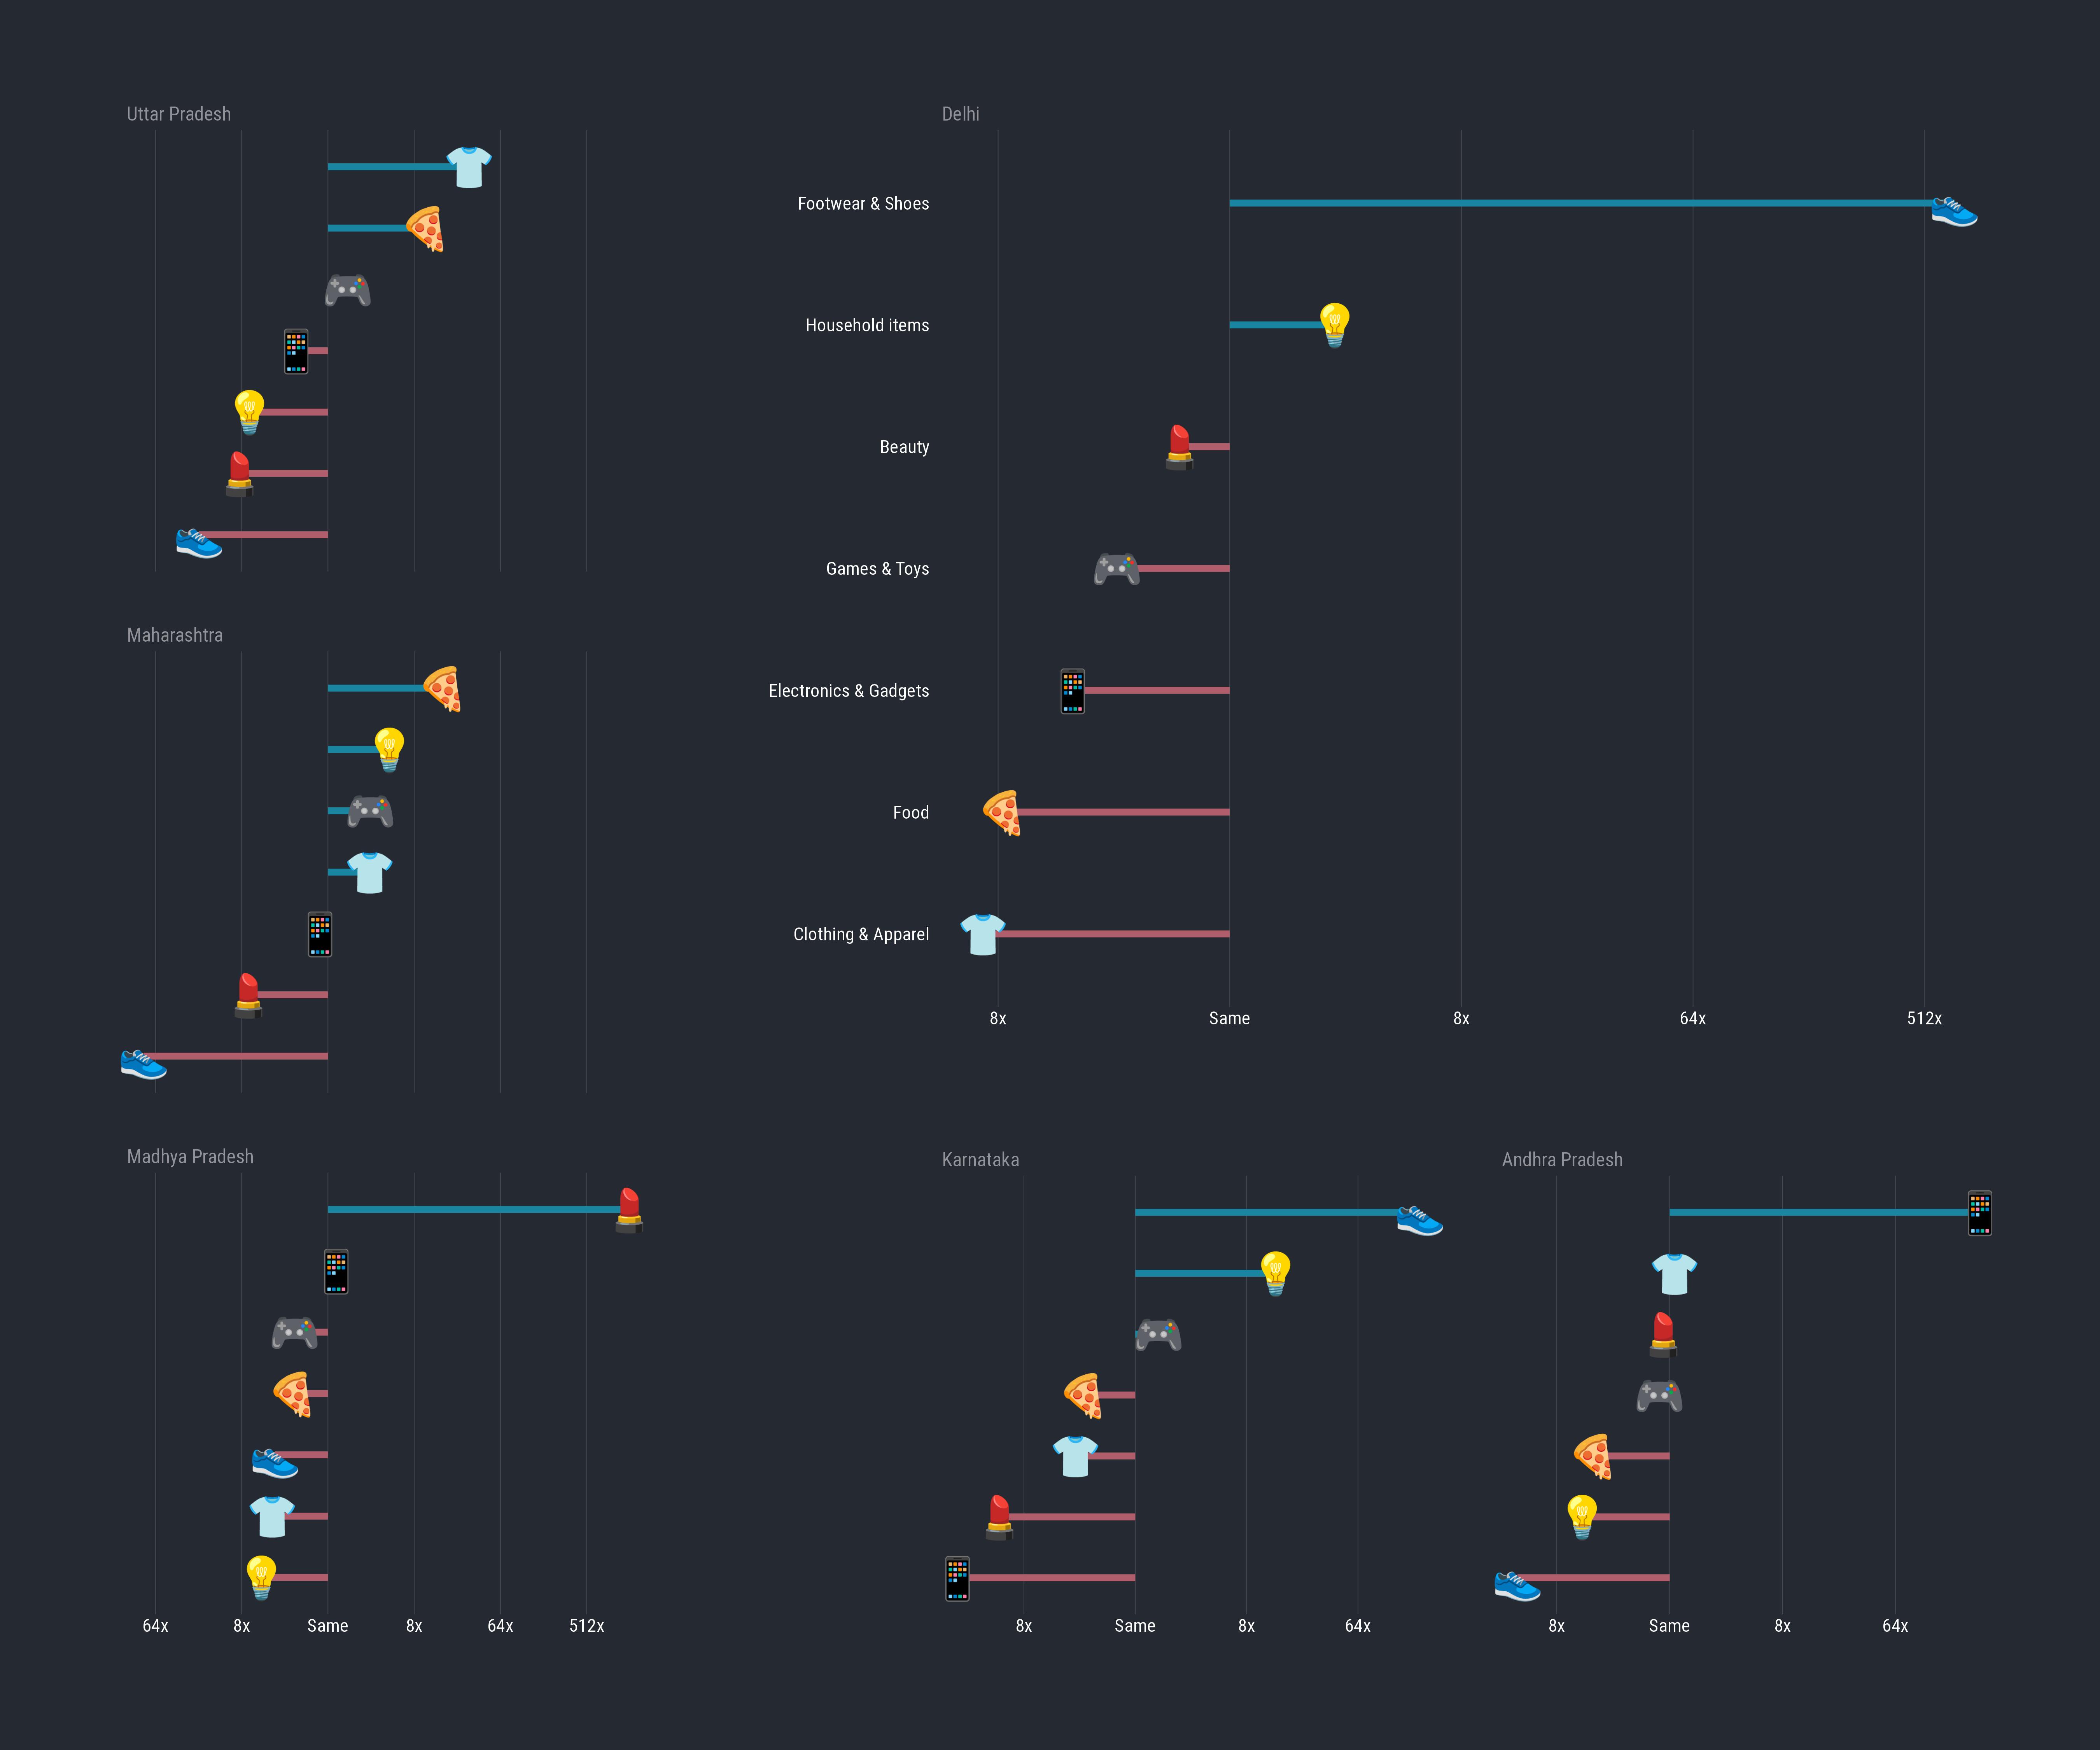 Uttar Pradesh
Delhi
Footwear & Shoes
Household items
Beauty
Games & Toys
Electronics & Gadgets
Food
Clothing & Apparel
8x Same 8x 64x 512x
Maharashtra
Madhya Pradesh
64x 8x Same 8x 64x 512x
Karnataka
8x Same 8x 64x
Andhra Pradesh
8x Same 8x 64x